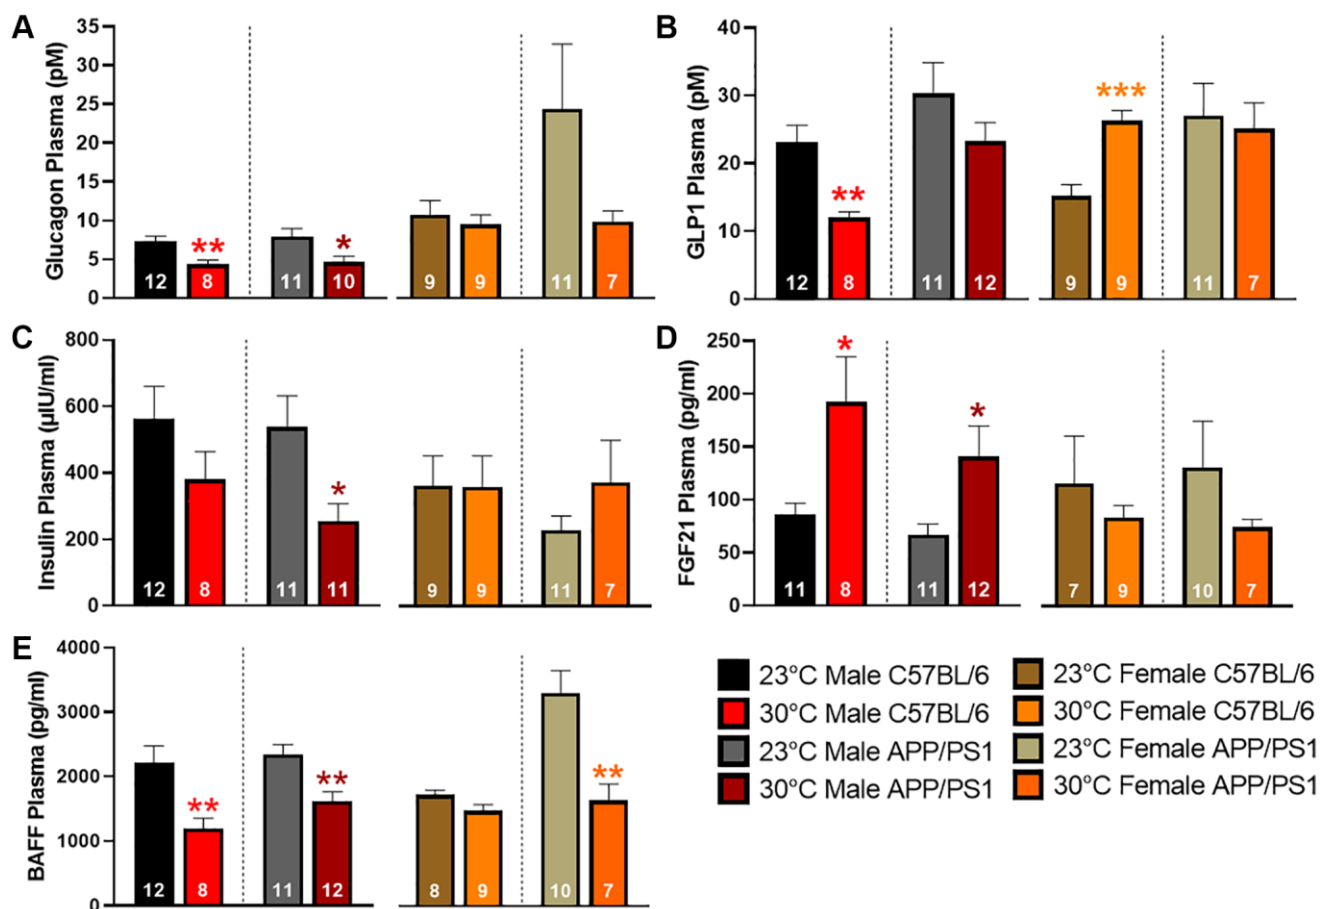 A
Glucagon Plasma (pM)
35
30
25
20
15
10
5
0
** *
12 8 11 10 9 9 11 7
B
GLP1 Plasma (pM)
40
30
20
10
0
** ***
12 8 11 12 9 9 11 7
C
Insulin Plasma (µIU/ml)
800
600
400
200
0
*
12 8 11 11 9 9 11 7
D
FGF21 Plasma (pg/ml)
250
200
150
100
50
0
* *
11 8 11 12 7 9 10 7
E
BAFF Plasma (pg/ml)
4000
3000
2000
1000
0
** ** **
12 8 11 12 8 9 10 7
23°C Male C57BL/6
30°C Male C57BL/6
23°C Male APP/PS1
30°C Male APP/PS1
23°C Female C57BL/6
30°C Female C57BL/6
23°C Female APP/PS1
30°C Female APP/PS1